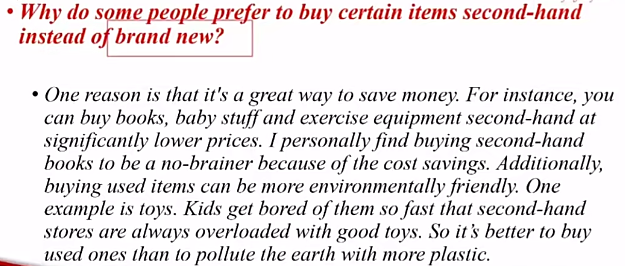 • Why do some people prefer to buy certain items second-hand
instead of brand new?
• One reason is that it's a great way to save money. For instance, you
can buy books, baby stuff and exercise equipment second-hand at
significantly lower prices. I personally find buying second-hand
books to be a no-brainer because of the cost savings. Additionally,
buying used items can be more environmentally friendly. One
example is toys. Kids get bored of them so fast that second-hand
stores are always overloaded with good toys. So it's better to buy
used ones than to pollute the earth with more plastic.